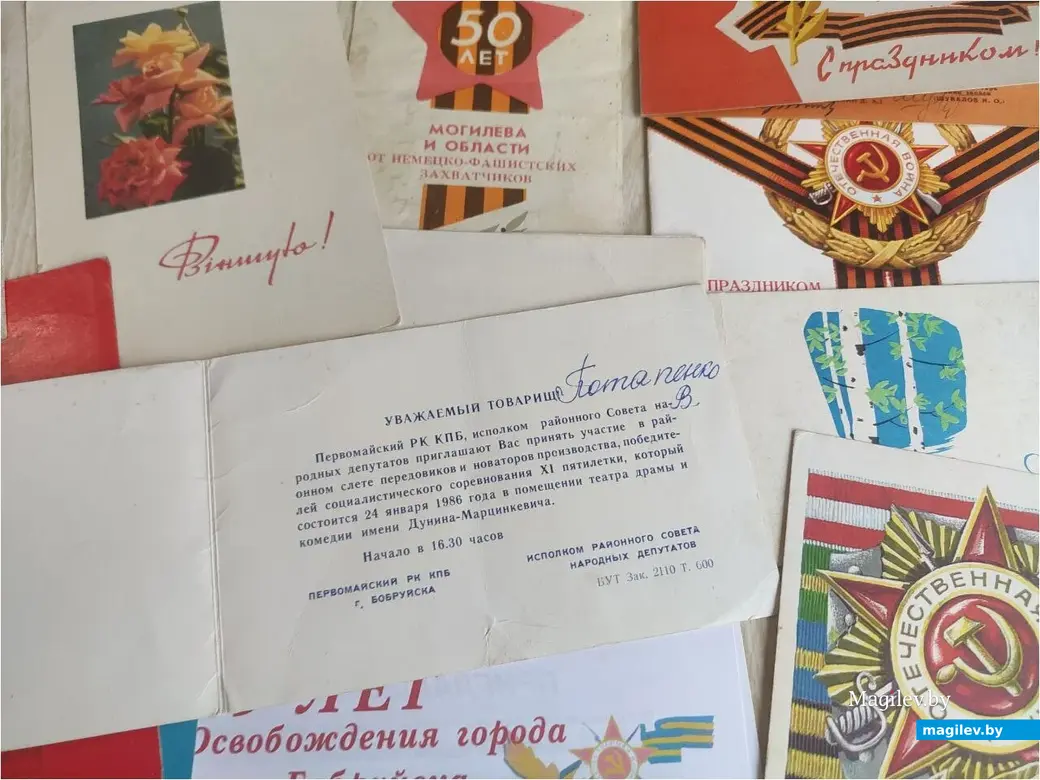 50
ЛЕТ
МОГИЛЕВА
И ОБЛАСТИ
ОТ НЕМЕЦКО-ФАШИСТСКИХ
ЗАХВАТЧИКОВ
С праздником!
ОТЕЧЕСТВЕННАЯ ВОЙНА
ПРАЗДНИКОМ
Віншую!
УВАЖАЕМЫЙ ТОВАРИЩ Потапенко
В.
Первомайский РК КПБ, исполком районного Совета на-
родных депутатов приглашают Вас принять участие в рай-
онном слете передовиков и новаторов производства, победите-
лей социалистического соревнования XI пятилетки, который
состоится 24 января 1986 года в помещении театра драмы и
комедии имени Дунина-Марцинкевича.
Начало в 16.30 часов
ПЕРВОМАЙСКИЙ РК КПБ
г. БОБРУЙСКА
ИСПОЛКОМ РАЙОННОГО СОВЕТА
НАРОДНЫХ ДЕПУТАТОВ
БУТ Зак. 2110 Т. 600
ЛЕТ
Освобождения города
Бобруйска
ОТЕЧЕСТВЕННАЯ
Magilev.by
magilev.by